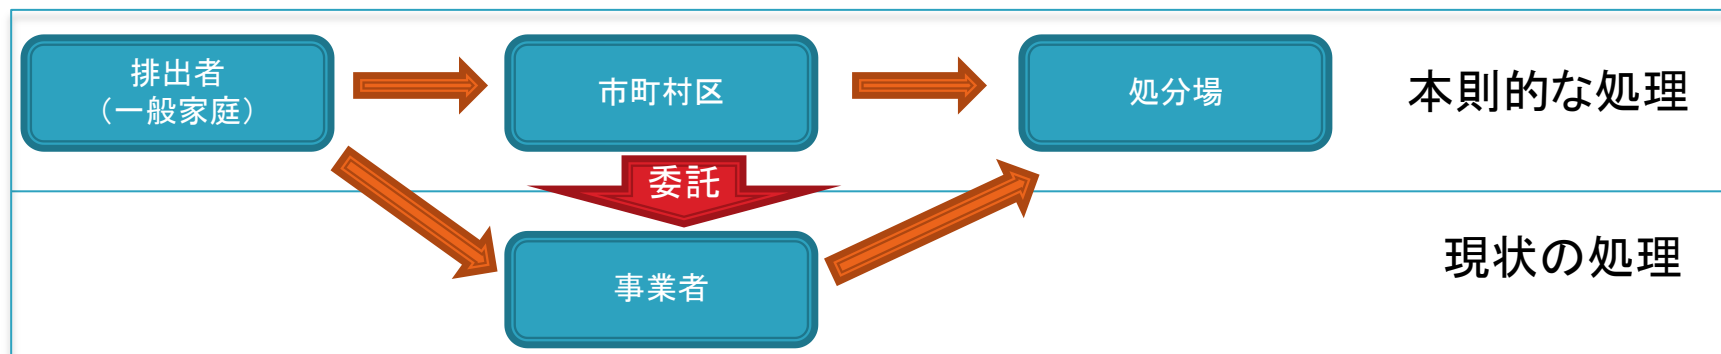 排出者
（一般家庭）
市町村区
処分場
本則的な処理
委託
事業者
現状の処理